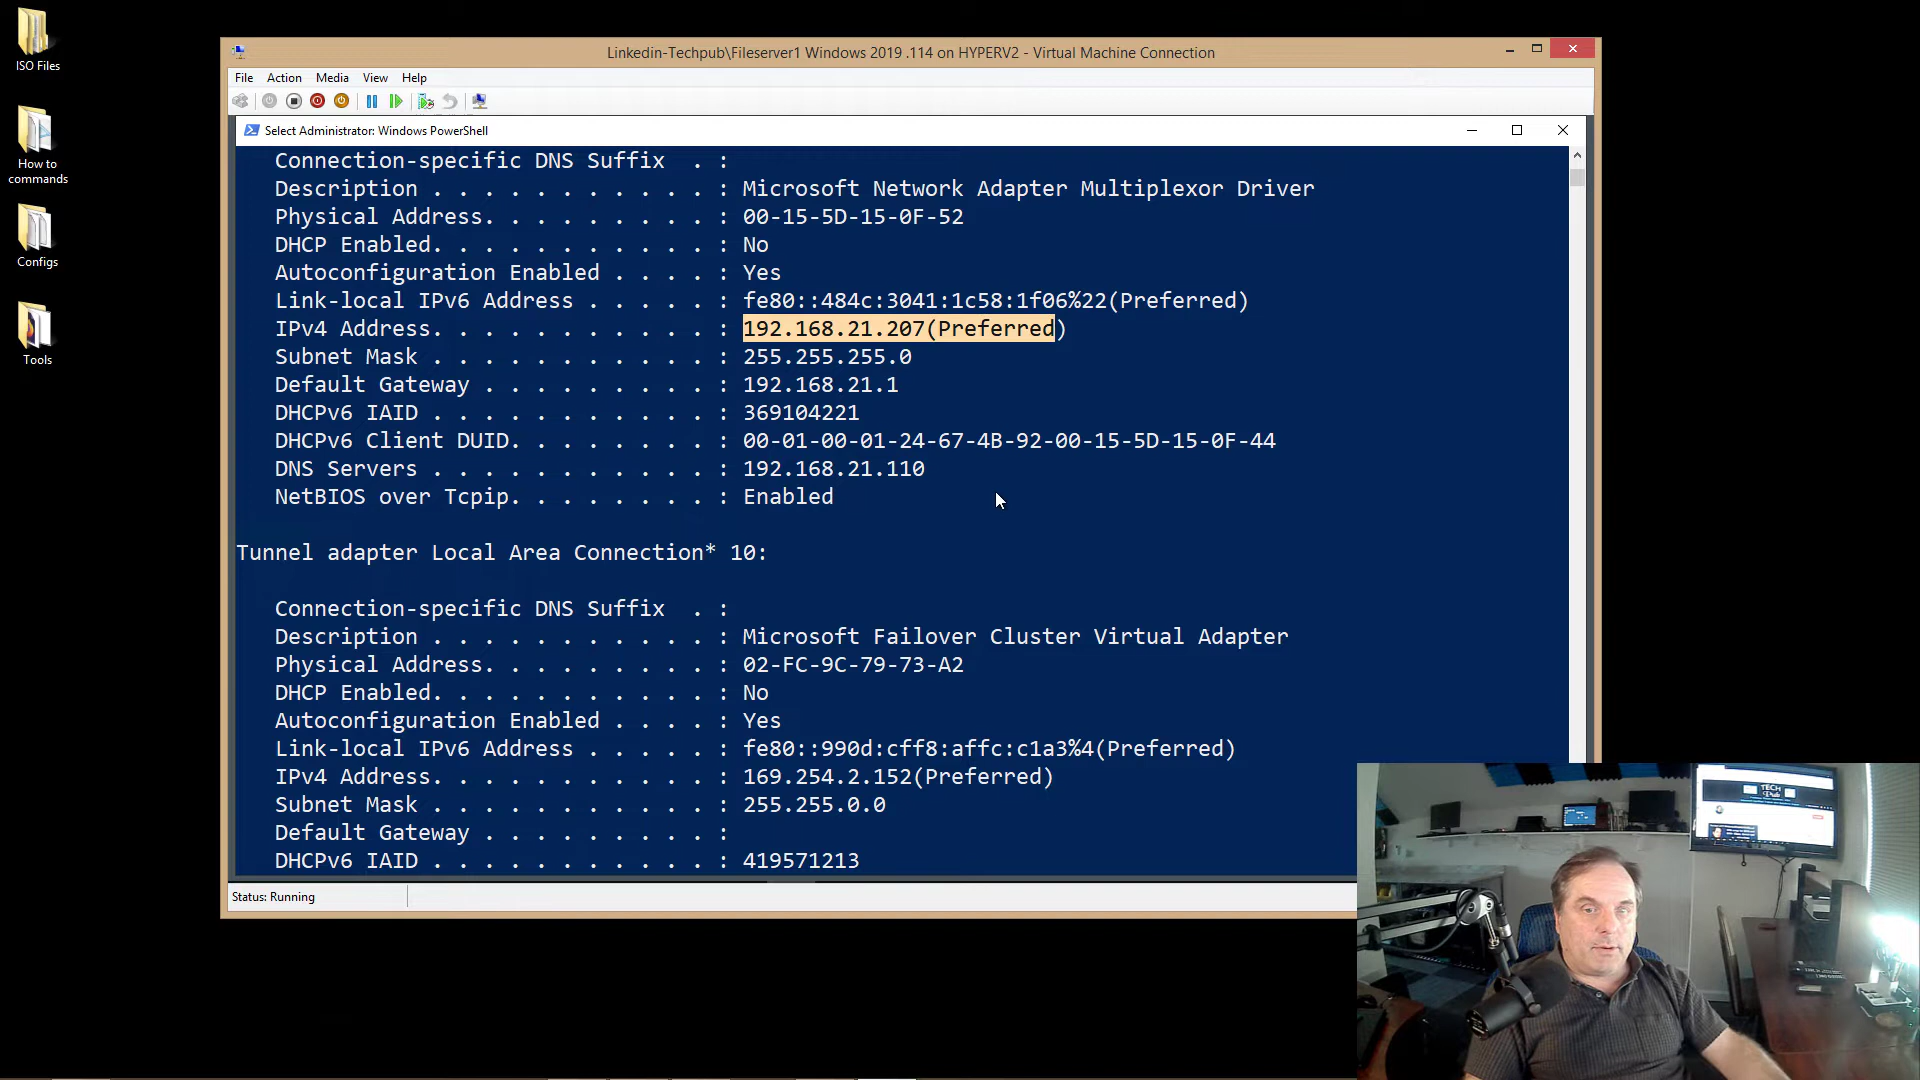 Linkedin-Techpub\Fileserver1 Windows 2019 .114 on HYPERV2 - Virtual Machine Connection
File Action Media View Help
Select Administrator: Windows PowerShell
Connection-specific DNS Suffix  . :
Description . . . . . . . . . . . : Microsoft Network Adapter Multiplexor Driver
Physical Address. . . . . . . . . : 00-15-5D-15-0F-52
DHCP Enabled. . . . . . . . . . . : No
Autoconfiguration Enabled . . . . : Yes
Link-local IPv6 Address . . . . . : fe80::484c:3041:1c58:1f06%22(Preferred)
IPv4 Address. . . . . . . . . . . : 192.168.21.207(Preferred)
Subnet Mask . . . . . . . . . . . : 255.255.255.0
Default Gateway . . . . . . . . . : 192.168.21.1
DHCPv6 IAID . . . . . . . . . . . : 369104221
DHCPv6 Client DUID. . . . . . . . : 00-01-00-01-24-67-4B-92-00-15-5D-15-0F-44
DNS Servers . . . . . . . . . . . : 192.168.21.110
NetBIOS over Tcpip. . . . . . . . : Enabled
Tunnel adapter Local Area Connection* 10:
Connection-specific DNS Suffix  . :
Description . . . . . . . . . . . : Microsoft Failover Cluster Virtual Adapter
Physical Address. . . . . . . . . : 02-FC-9C-79-73-A2
DHCP Enabled. . . . . . . . . . . : No
Autoconfiguration Enabled . . . . : Yes
Link-local IPv6 Address . . . . . : fe80::990d:cff8:affc:c1a3%4(Preferred)
IPv4 Address. . . . . . . . . . . : 169.254.2.152(Preferred)
Subnet Mask . . . . . . . . . . . : 255.255.0.0
Default Gateway . . . . . . . . . :
DHCPv6 IAID . . . . . . . . . . . : 419571213
Status: Running
ISO Files
How to
commands
Configs
Tools
TECH
Pub